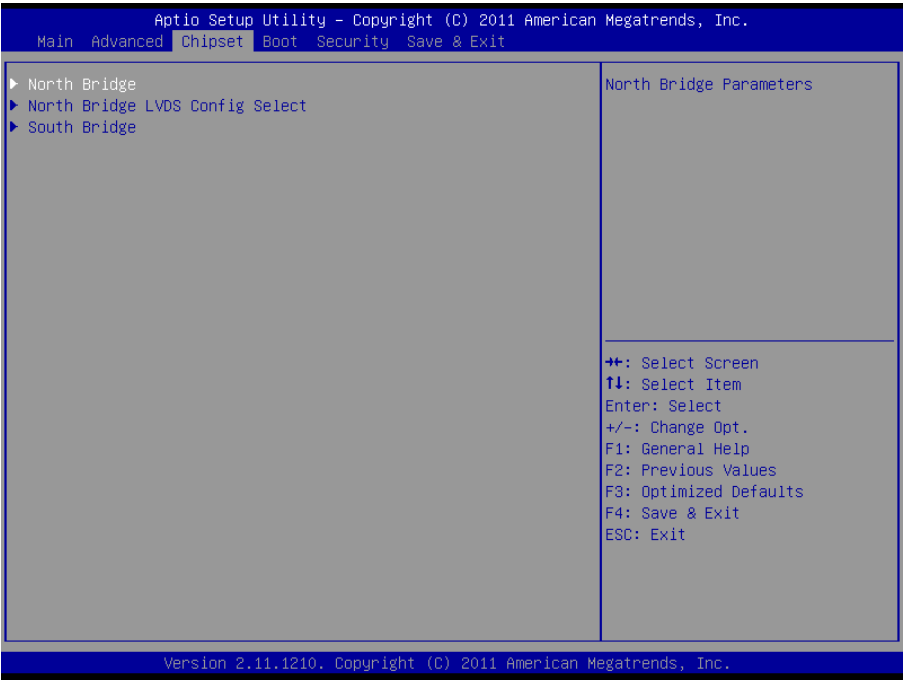 Aptio Setup Utility – Copyright (C) 2011 American Megatrends, Inc.
Main Advanced Chipset Boot Security Save & Exit
▶ North Bridge
▶ North Bridge LVDS Config Select
▶ South Bridge
North Bridge Parameters
→←: Select Screen
↑↓: Select Item
Enter: Select
+/-: Change Opt.
F1: General Help
F2: Previous Values
F3: Optimized Defaults
F4: Save & Exit
ESC: Exit
Version 2.11.1210. Copyright (C) 2011 American Megatrends, Inc.